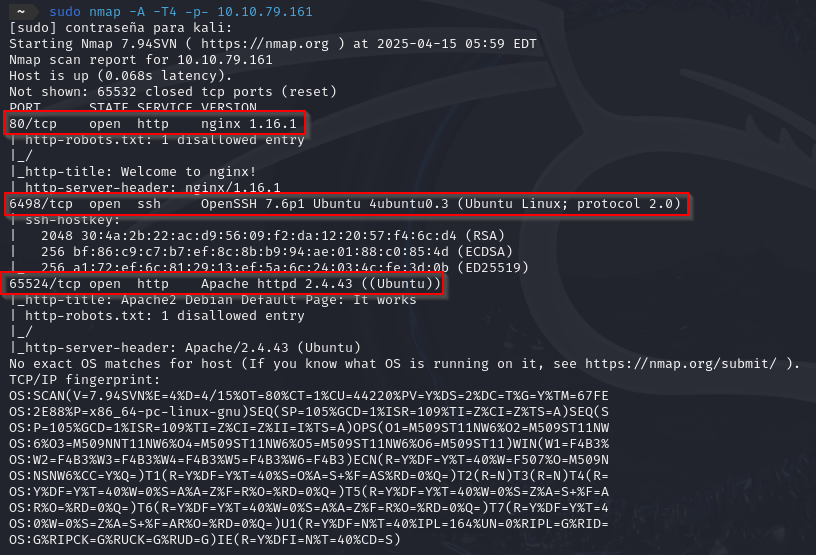 ~ sudo nmap -A -T4 -p- 10.10.79.161
[sudo] contraseña para kali:
Starting Nmap 7.94SVN ( https://nmap.org ) at 2025-04-15 05:59 EDT
Nmap scan report for 10.10.79.161
Host is up (0.068s latency).
Not shown: 65532 closed tcp ports (reset)
PORT      STATE SERVICE VERSION
80/tcp    open  http    nginx 1.16.1
| http-robots.txt: 1 disallowed entry
|_/
|_http-title: Welcome to nginx!
|_http-server-header: nginx/1.16.1
6498/tcp  open  ssh     OpenSSH 7.6p1 Ubuntu 4ubuntu0.3 (Ubuntu Linux; protocol 2.0)
| ssh-hostkey:
|   2048 30:4a:2b:22:ac:d9:56:09:f2:da:12:20:57:f4:6c:d4 (RSA)
|   256 bf:86:c9:c7:b7:ef:8c:8b:b9:94:ae:01:88:c0:85:4d (ECDSA)
|_  256 a1:72:ef:6c:81:29:13:ef:5a:6c:24:03:4c:fe:3d:0b (ED25519)
65524/tcp open  http    Apache httpd 2.4.43 ((Ubuntu))
|_http-title: Apache2 Debian Default Page: It works
| http-robots.txt: 1 disallowed entry
|_/
|_http-server-header: Apache/2.4.43 (Ubuntu)
No exact OS matches for host (If you know what OS is running on it, see https://nmap.org/submit/ ).
TCP/IP fingerprint:
OS:SCAN(V=7.94SVN%E=4%D=4/15%OT=80%CT=1%CU=44220%PV=Y%DS=2%DC=T%G=Y%TM=67FE
OS:2E88%P=x86_64-pc-linux-gnu)SEQ(SP=105%GCD=1%ISR=109%TI=Z%CI=Z%TS=A)SEQ(S
OS:P=105%GCD=1%ISR=109%TI=Z%CI=Z%II=I%TS=A)OPS(O1=M509ST11NW6%O2=M509ST11NW
OS:6%O3=M509NNT11NW6%O4=M509ST11NW6%O5=M509ST11NW6%O6=M509ST11)WIN(W1=F4B3%
OS:W2=F4B3%W3=F4B3%W4=F4B3%W5=F4B3%W6=F4B3)ECN(R=Y%DF=Y%T=40%W=F507%O=M509N
OS:NSNW6%CC=Y%Q=)T1(R=Y%DF=Y%T=40%S=O%A=S+%F=AS%RD=0%Q=)T2(R=N)T3(R=N)T4(R=
OS:Y%DF=Y%T=40%W=0%S=A%A=Z%F=R%O=%RD=0%Q=)T5(R=Y%DF=Y%T=40%W=0%S=Z%A=S+%F=A
OS:R%O=%RD=0%Q=)T6(R=Y%DF=Y%T=40%W=0%S=A%A=Z%F=R%O=%RD=0%Q=)T7(R=Y%DF=Y%T=4
OS:0%W=0%S=Z%A=S+%F=AR%O=%RD=0%Q=)U1(R=Y%DF=N%T=40%IPL=164%UN=0%RIPL=G%RID=
OS:G%RIPCK=G%RUCK=G%RUD=G)IE(R=Y%DFI=N%T=40%CD=S)